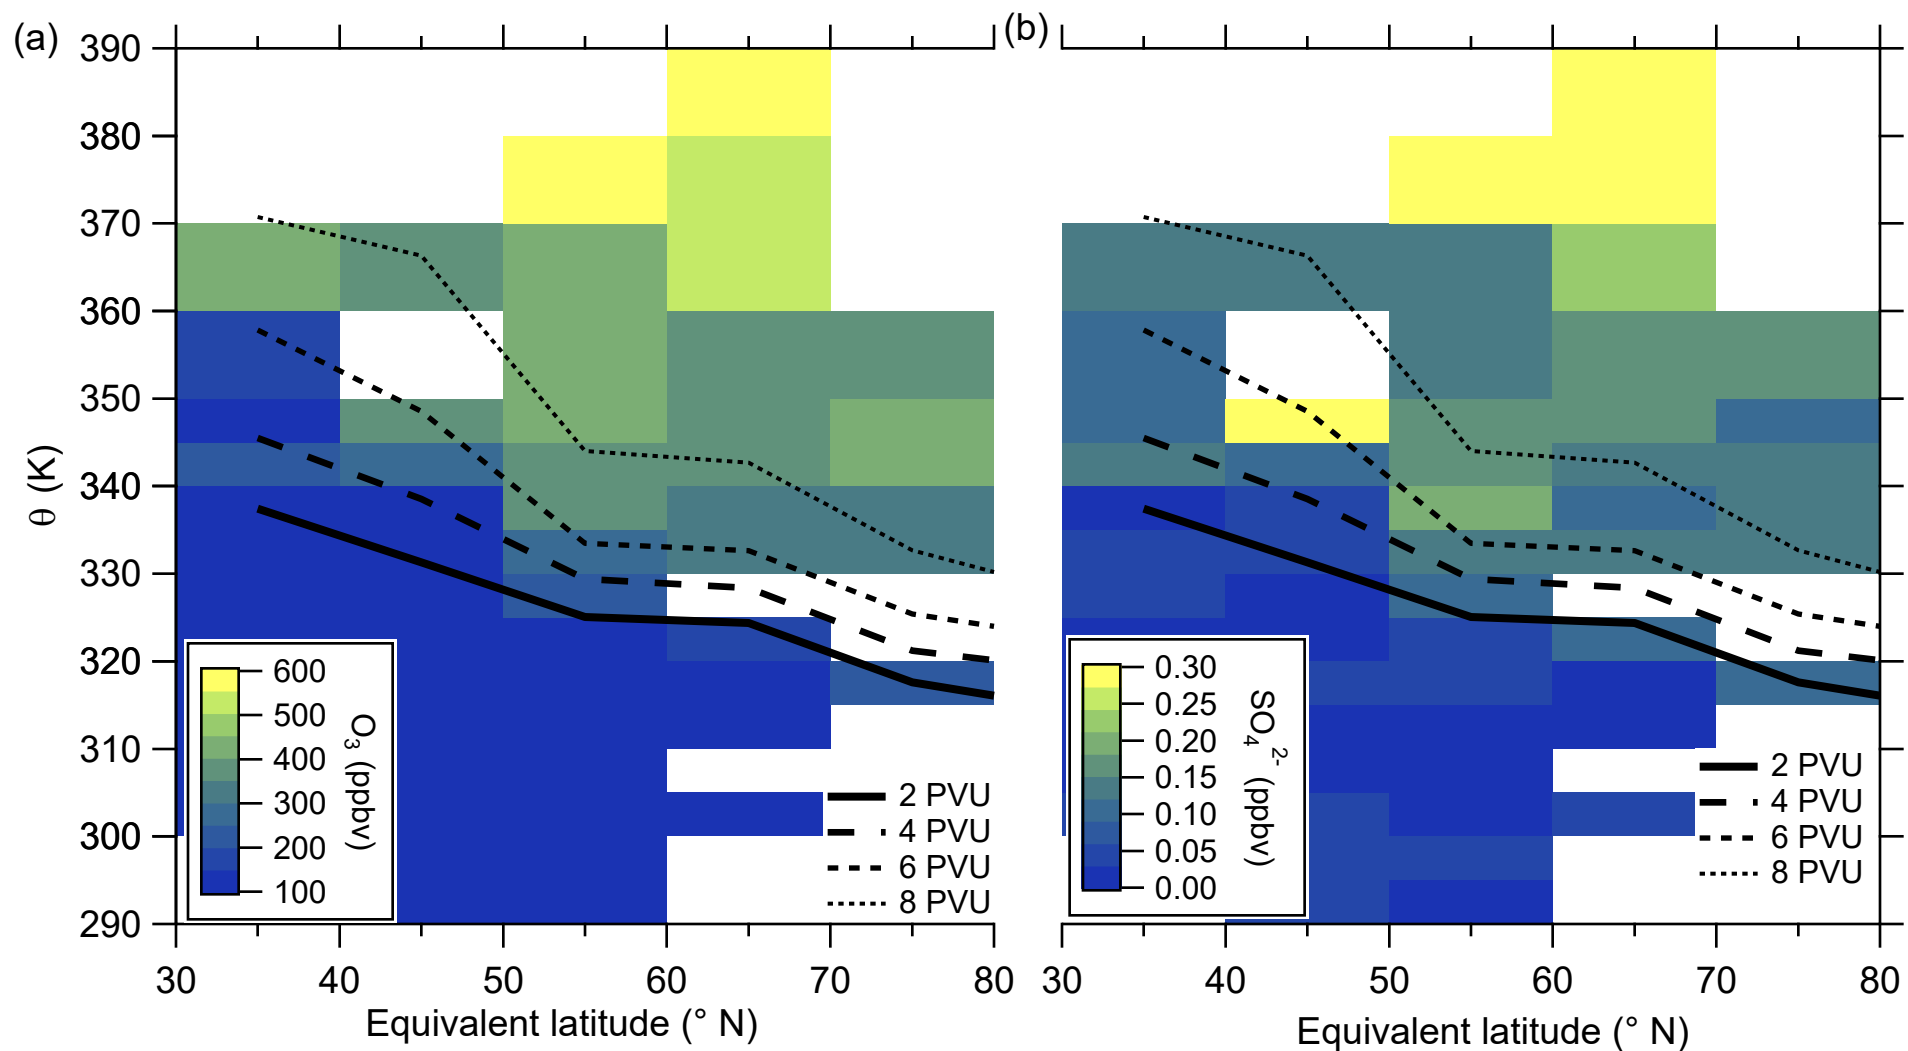 (a)
390
380
370
360
350
340
330
320
310
300
290
θ (K)
600
500
400
300
200
100
O₃ (ppbv)
2 PVU
4 PVU
6 PVU
8 PVU
30 40 50 60 70 80
Equivalent latitude (° N)
(b)
0.30
0.25
0.20
0.15
0.10
0.05
0.00
SO₄²⁻ (ppbv)
2 PVU
4 PVU
6 PVU
8 PVU
30 40 50 60 70 80
Equivalent latitude (° N)